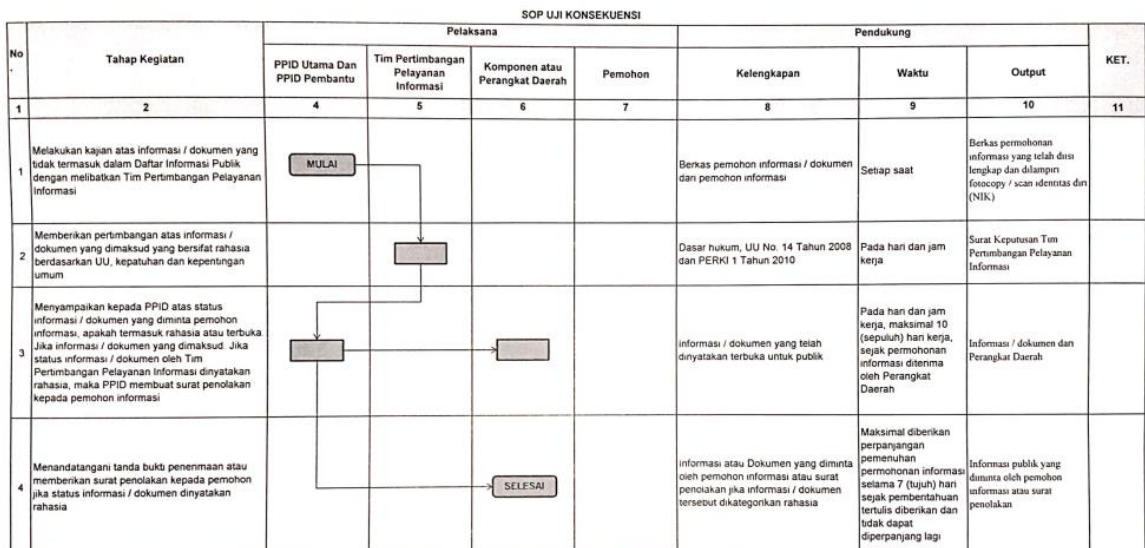 SOP UJI KONSEKUENSI
No
.
Tahap Kegiatan
Pelaksana
Pendukung
KET.
PPID Utama Dan
PPID Pembantu
Tim Pertimbangan
Pelayanan
Informasi
Komponen atau
Perangkat Daerah
Pemohon
Kelengkapan
Waktu
Output
1
2
4
5
6
7
8
9
10
11
1
Melakukan kajian atas informasi / dokumen yang
tidak termasuk dalam Daftar Informasi Publik
dengan melibatkan Tim Pertimbangan Pelayanan
Informasi
MULAI
Berkas pemohon informasi / dokumen
dari pemohon informasi
Setiap saat
Berkas permohonan
informasi yang telah diisi
lengkap dan dilampiri
fotocopy / scan identitas diri
(NIK)
2
Memberikan pertimbangan atas informasi /
dokumen yang dimaksud yang bersifat rahasia
berdasarkan UU, kepatuhan dan kepentingan
umum
Dasar hukum, UU No. 14 Tahun 2008
dan PERKI 1 Tahun 2010
Pada hari dan jam
kerja
Surat Keputusan Tim
Pertimbangan Pelayanan
Informasi
3
Menyampaikan kepada PPID atas status
informasi / dokumen yang diminta pemohon
informasi, apakah termasuk rahasia atau terbuka.
Jika informasi / dokumen yang dimaksud. Jika
status informasi / dokumen oleh Tim
Pertimbangan Pelayanan Informasi dinyatakan
rahasia, maka PPID membuat surat penolakan
kepada pemohon informasi
informasi / dokumen yang telah
dinyatakan terbuka untuk publik
Pada hari dan jam
kerja, maksimal 10
(sepuluh) hari kerja,
sejak permohonan
informasi diterima
oleh Perangkat
Daerah
Informasi / dokumen dari
Perangkat Daerah
4
Menandatangani tanda bukti penerimaan atau
memberikan surat penolakan kepada pemohon
jika status informasi / dokumen dinyatakan
rahasia
SELESAI
informasi atau Dokumen yang diminta
oleh pemohon informasi atau surat
penolakan jika informasi / dokumen
tersebut dikategorikan rahasia
Maksimal diberikan
perpanjangan
pemenuhan
permohonan informasi
selama 7 (tujuh) hari
sejak pemberitahuan
tertulis diberikan dan
tidak dapat
diperpanjang lagi
Informasi publik yang
diminta oleh pemohon
informasi atau surat
penolakan